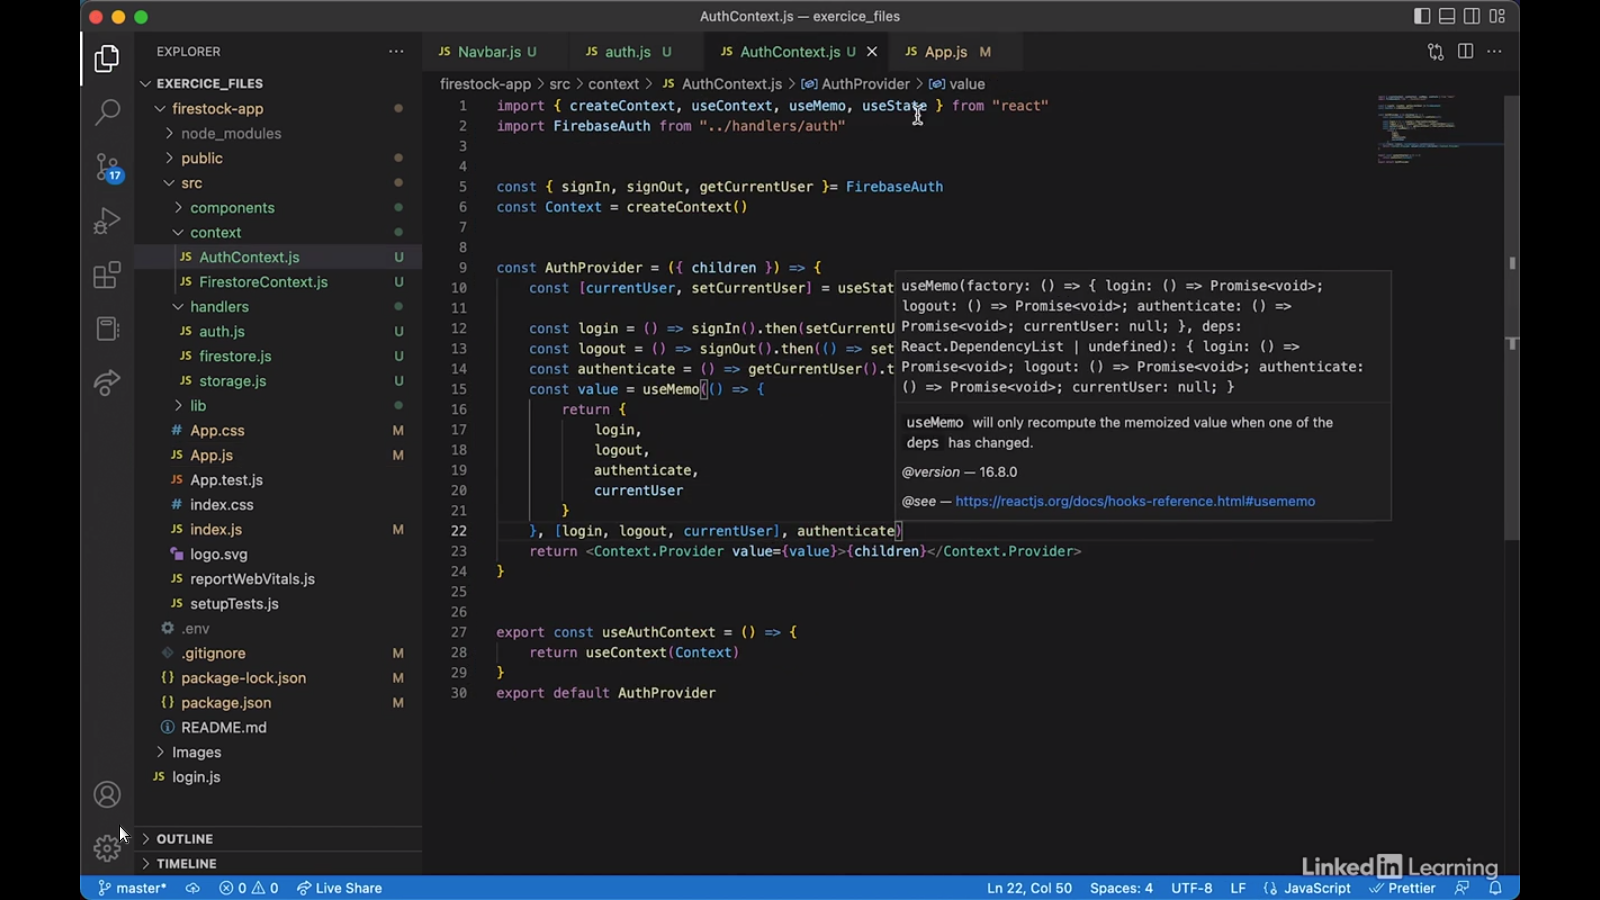 AuthContext.js — exercice_files
EXPLORER
EXERCICE_FILES
firestock-app
node_modules
public
src
components
context
JS AuthContext.js U
JS FirestoreContext.js U
handlers
JS auth.js U
JS firestore.js U
JS storage.js U
lib
# App.css M
JS App.js M
JS App.test.js
# index.css
JS index.js M
logo.svg
JS reportWebVitals.js
JS setupTests.js
.env
.gitignore M
{} package-lock.json M
{} package.json M
README.md
Images
JS login.js
OUTLINE
TIMELINE
17
JS Navbar.js U
JS auth.js U
JS AuthContext.js U
JS App.js M
firestock-app > src > context > JS AuthContext.js > AuthProvider > value
1 import { createContext, useContext, useMemo, useState } from "react"
2 import FirebaseAuth from "../handlers/auth"
3
4
5 const { signIn, signOut, getCurrentUser }= FirebaseAuth
6 const Context = createContext()
7
8
9 const AuthProvider = ({ children }) => {
10 const [currentUser, setCurrentUser] = useStat
11
12 const login = () => signIn().then(setCurrentU
13 const logout = () => signOut().then(() => set
14 const authenticate = () => getCurrentUser().t
15 const value = useMemo(() => {
16 return {
17 login,
18 logout,
19 authenticate,
20 currentUser
21 }
22 }, [login, logout, currentUser], authenticate)
23 return <Context.Provider value={value}>{children}</Context.Provider>
24 }
25
26
27 export const useAuthContext = () => {
28 return useContext(Context)
29 }
30 export default AuthProvider
useMemo(factory: () => { login: () => Promise<void>;
logout: () => Promise<void>; authenticate: () =>
Promise<void>; currentUser: null; }, deps:
React.DependencyList | undefined): { login: () =>
Promise<void>; logout: () => Promise<void>; authenticate:
() => Promise<void>; currentUser: null; }
useMemo will only recompute the memoized value when one of the
deps has changed.
@version — 16.8.0
@see — https://reactjs.org/docs/hooks-reference.html#usememo
LinkedIn Learning
master* 0 0 Live Share Ln 22, Col 50 Spaces: 4 UTF-8 LF {} JavaScript Prettier